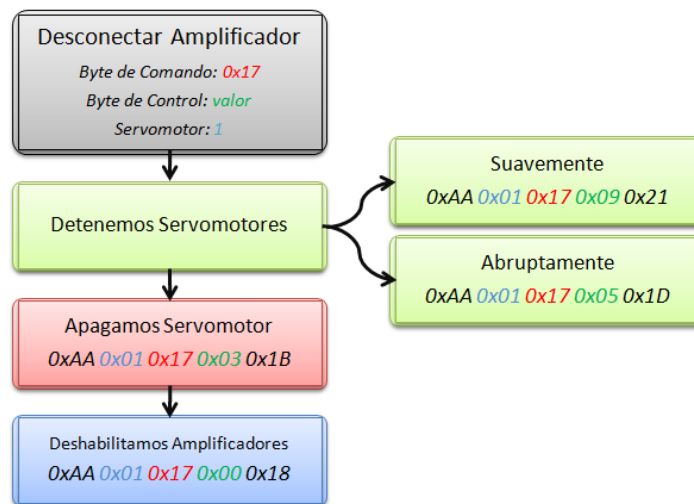 Desconectar Amplificador
Byte de Comando: 0x17
Byte de Control: valor
Servomotor: 1
Detenemos Servomotores
Suavemente
0xAA 0x01 0x17 0x09 0x21
Abruptamente
0xAA 0x01 0x17 0x05 0x1D
Apagamos Servomotor
0xAA 0x01 0x17 0x03 0x1B
Deshabilitamos Amplificadores
0xAA 0x01 0x17 0x00 0x18